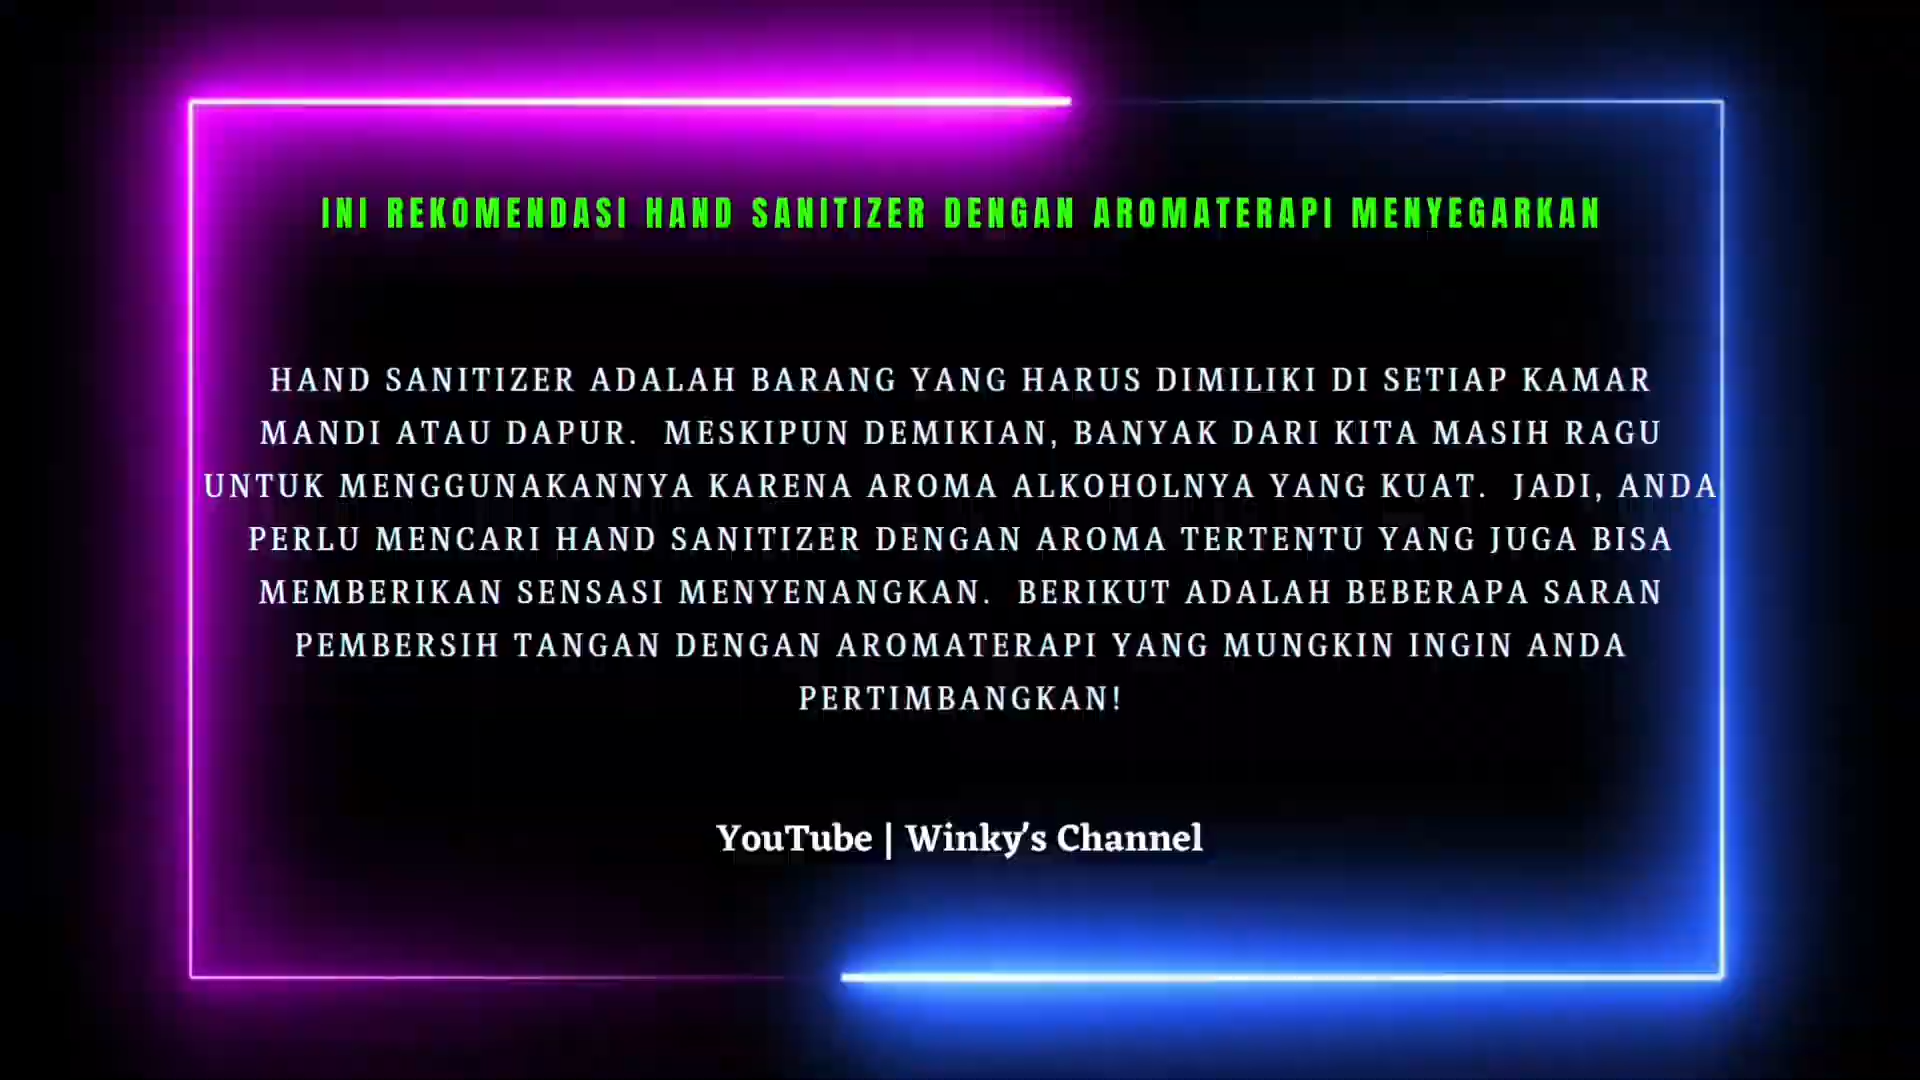 INI REKOMENDASI HAND SANITIZER DENGAN AROMATERAPI MENYEGARKAN
HAND SANITIZER ADALAH BARANG YANG HARUS DIMILIKI DI SETIAP KAMAR
MANDI ATAU DAPUR. MESKIPUN DEMIKIAN, BANYAK DARI KITA MASIH RAGU
UNTUK MENGGUNAKANNYA KARENA AROMA ALKOHOLNYA YANG KUAT. JADI, ANDA
PERLU MENCARI HAND SANITIZER DENGAN AROMA TERTENTU YANG JUGA BISA
MEMBERIKAN SENSASI MENYENANGKAN. BERIKUT ADALAH BEBERAPA SARAN
PEMBERSIH TANGAN DENGAN AROMATERAPI YANG MUNGKIN INGIN ANDA
PERTIMBANGKAN!
YouTube | Winky's Channel